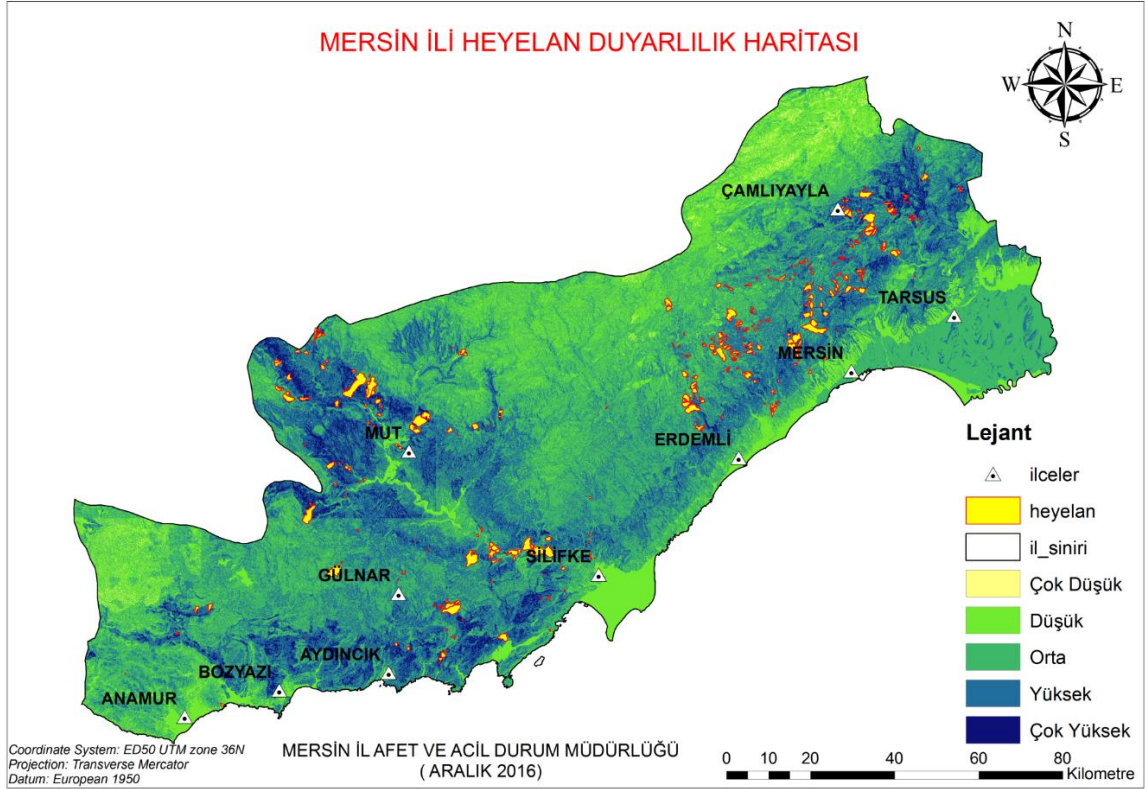 MERSİN İLİ HEYELAN DUYARLILIK HARİTASI
N
W E
S
ÇAMLIYAYLA
TARSUS
MERSİN
ERDEMLİ
MUT
SİLİFKE
GÜLNAR
AYDINCIK
BOZYAZI
ANAMUR
Lejant
ilceler
heyelan
il_siniri
Çok Düşük
Düşük
Orta
Yüksek
Çok Yüksek
Coordinate System: ED50 UTM zone 36N
Projection: Transverse Mercator
Datum: European 1950
MERSİN İL AFET VE ACİL DURUM MÜDÜRLÜĞÜ
( ARALIK 2016)
0 10 20 40 60 80
Kilometre